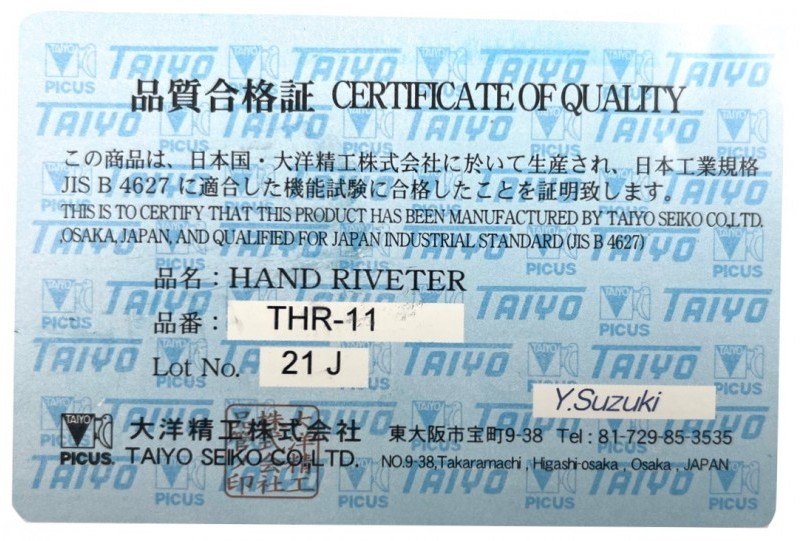 品質合格証 CERTIFICATE OF QUALITY
この商品は、日本国・大洋精工株式会社に於いて生産され、日本工業規格
JIS B 4627 に適合した機能試験に合格したことを証明致します。
THIS IS TO CERTIFY THAT THIS PRODUCT HAS BEEN MANUFACTURED BY TAIYO SEIKO CO,LTD.
,OSAKA, JAPAN, AND QUALIFIED FOR JAPAN INDUSTRIAL STANDARD (JIS B 4627)
品名：HAND RIVETER
品番：THR-11
Lot No. 21 J
Y.Suzuki
TAIYO
PICUS.
大洋精工株式会社 東大阪市宝町9-38 Tel : 81-729-85-3535
TAIYO SEIKO CO,LTD. NO.9-38,Takaramachi, Higashi-osaka, Osaka, JAPAN